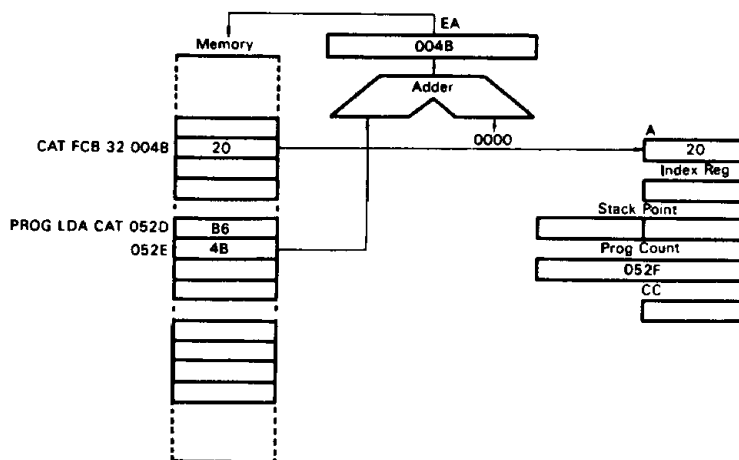 EA
Memory
004B
Adder
0000
A
CAT FCB 32 004B
20
20
Index Reg
Stack Point
PROG LDA CAT 052D
B6
Prog Count
052E
4B
052F
CC